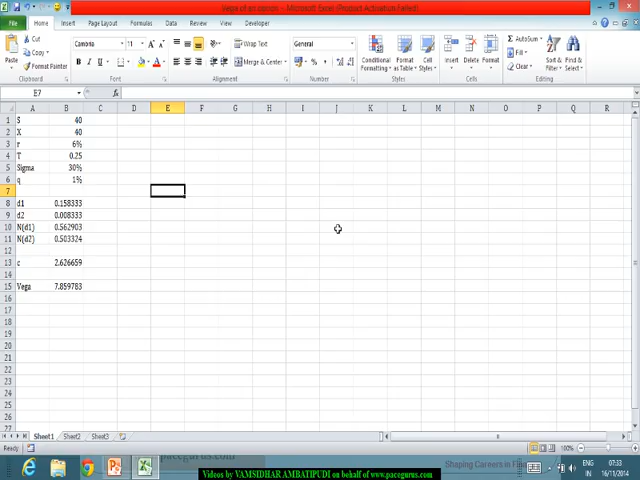 Vega of an option - Microsoft Excel (Product Activation Failed)
File Home Insert Page Layout Formulas Data Review View Developer
Cut
Copy
Paste
Format Painter
Clipboard
Camorio 11
B I U
Font
Wrap Text
Merge & Center
Alignment
General
Number
Conditional Formatting
Format as Table
Cell Styles
Styles
Insert Delete Format
Cells
AutoSum
Fill
Clear
Sort & Filter
Find & Select
Editing
E7 fx
A B C D E F G H I J K L M N O P Q R
1 S 40
2 X 40
3 r 6%
4 T 0.25
5 Sigma 30%
6 q 1%
7
8 d1 0.158333
9 d2 0.008333
10 N(d1) 0.562903
11 N(d2) 0.503324
12
13 c 2.626659
14
15 Vega 7.859783
16
17
18
19
20
21
22
23
24
25
26
Sheet1 Sheet2 Sheet3
Ready 100%
pacegurus.com
Shaping Careers in Fin
ENG
IN
07:33
16/11/2014
Videos by VAMSIDHAR AMBATIPUDI on behalf of www.pacegurus.com